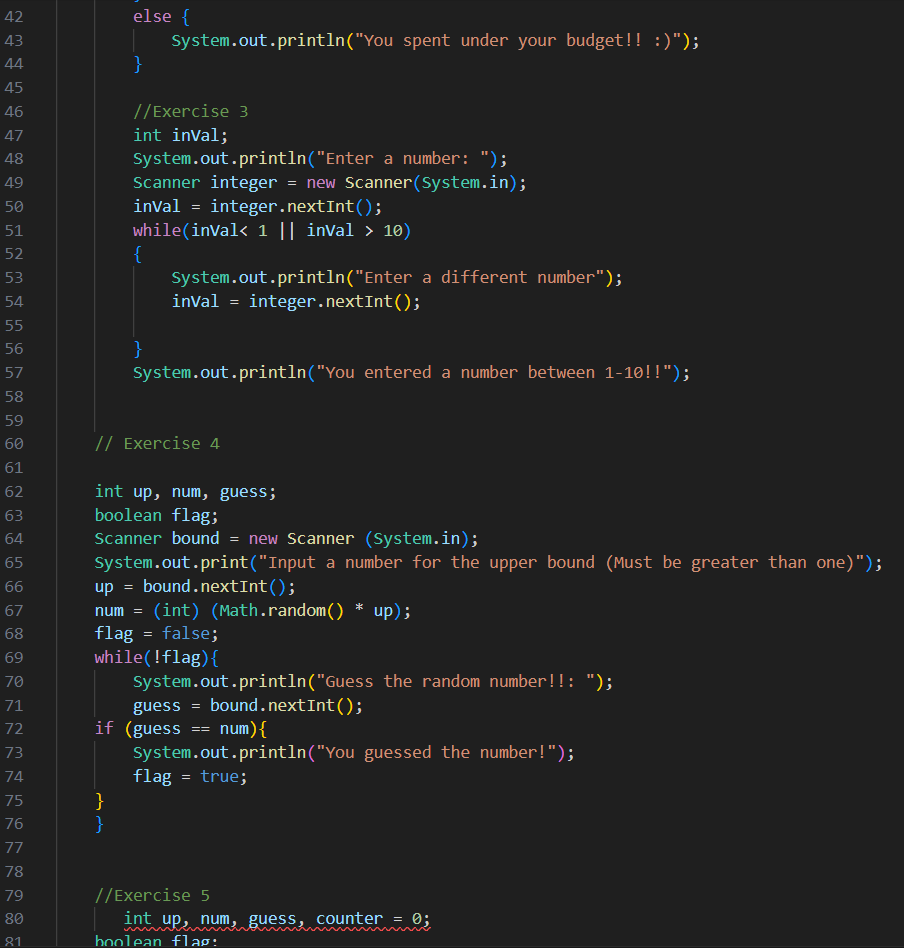 42 else {
43 System.out.println("You spent under your budget!! :)");
44 }
45
46 //Exercise 3
47 int inVal;
48 System.out.println("Enter a number: ");
49 Scanner integer = new Scanner(System.in);
50 inVal = integer.nextInt();
51 while(inVal< 1 || inVal > 10)
52 {
53 System.out.println("Enter a different number");
54 inVal = integer.nextInt();
55
56 }
57 System.out.println("You entered a number between 1-10!!");
58
59
60 // Exercise 4
61
62 int up, num, guess;
63 boolean flag;
64 Scanner bound = new Scanner (System.in);
65 System.out.print("Input a number for the upper bound (Must be greater than one)");
66 up = bound.nextInt();
67 num = (int) (Math.random() * up);
68 flag = false;
69 while(!flag){
70 System.out.println("Guess the random number!!: ");
71 guess = bound.nextInt();
72 if (guess == num){
73 System.out.println("You guessed the number!");
74 flag = true;
75 }
76 }
77
78
79 //Exercise 5
80 int up, num, guess, counter = 0;
81 boolean flag;